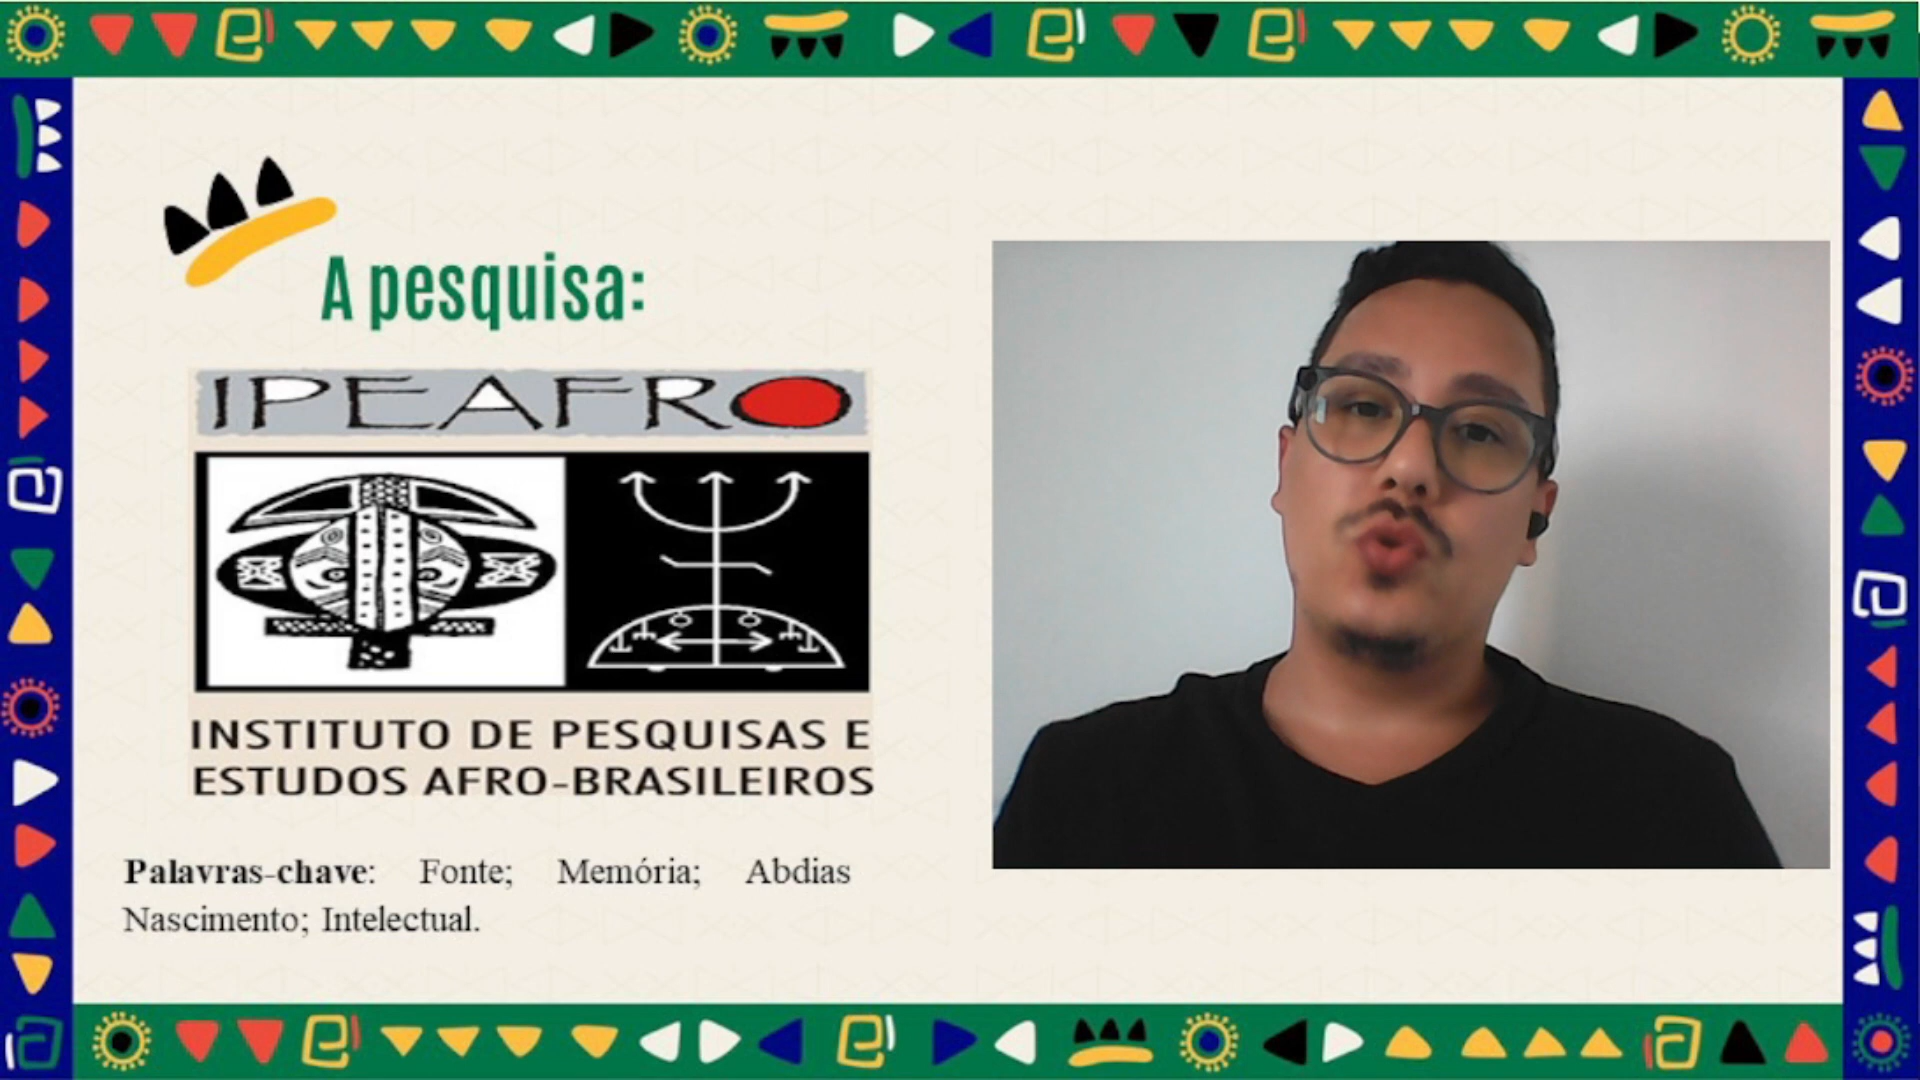 A pesquisa:
IPEAFRO
INSTITUTO DE PESQUISAS E
ESTUDOS AFRO-BRASILEIROS
Palavras-chave: Fonte; Memória; Abdias
Nascimento; Intelectual.